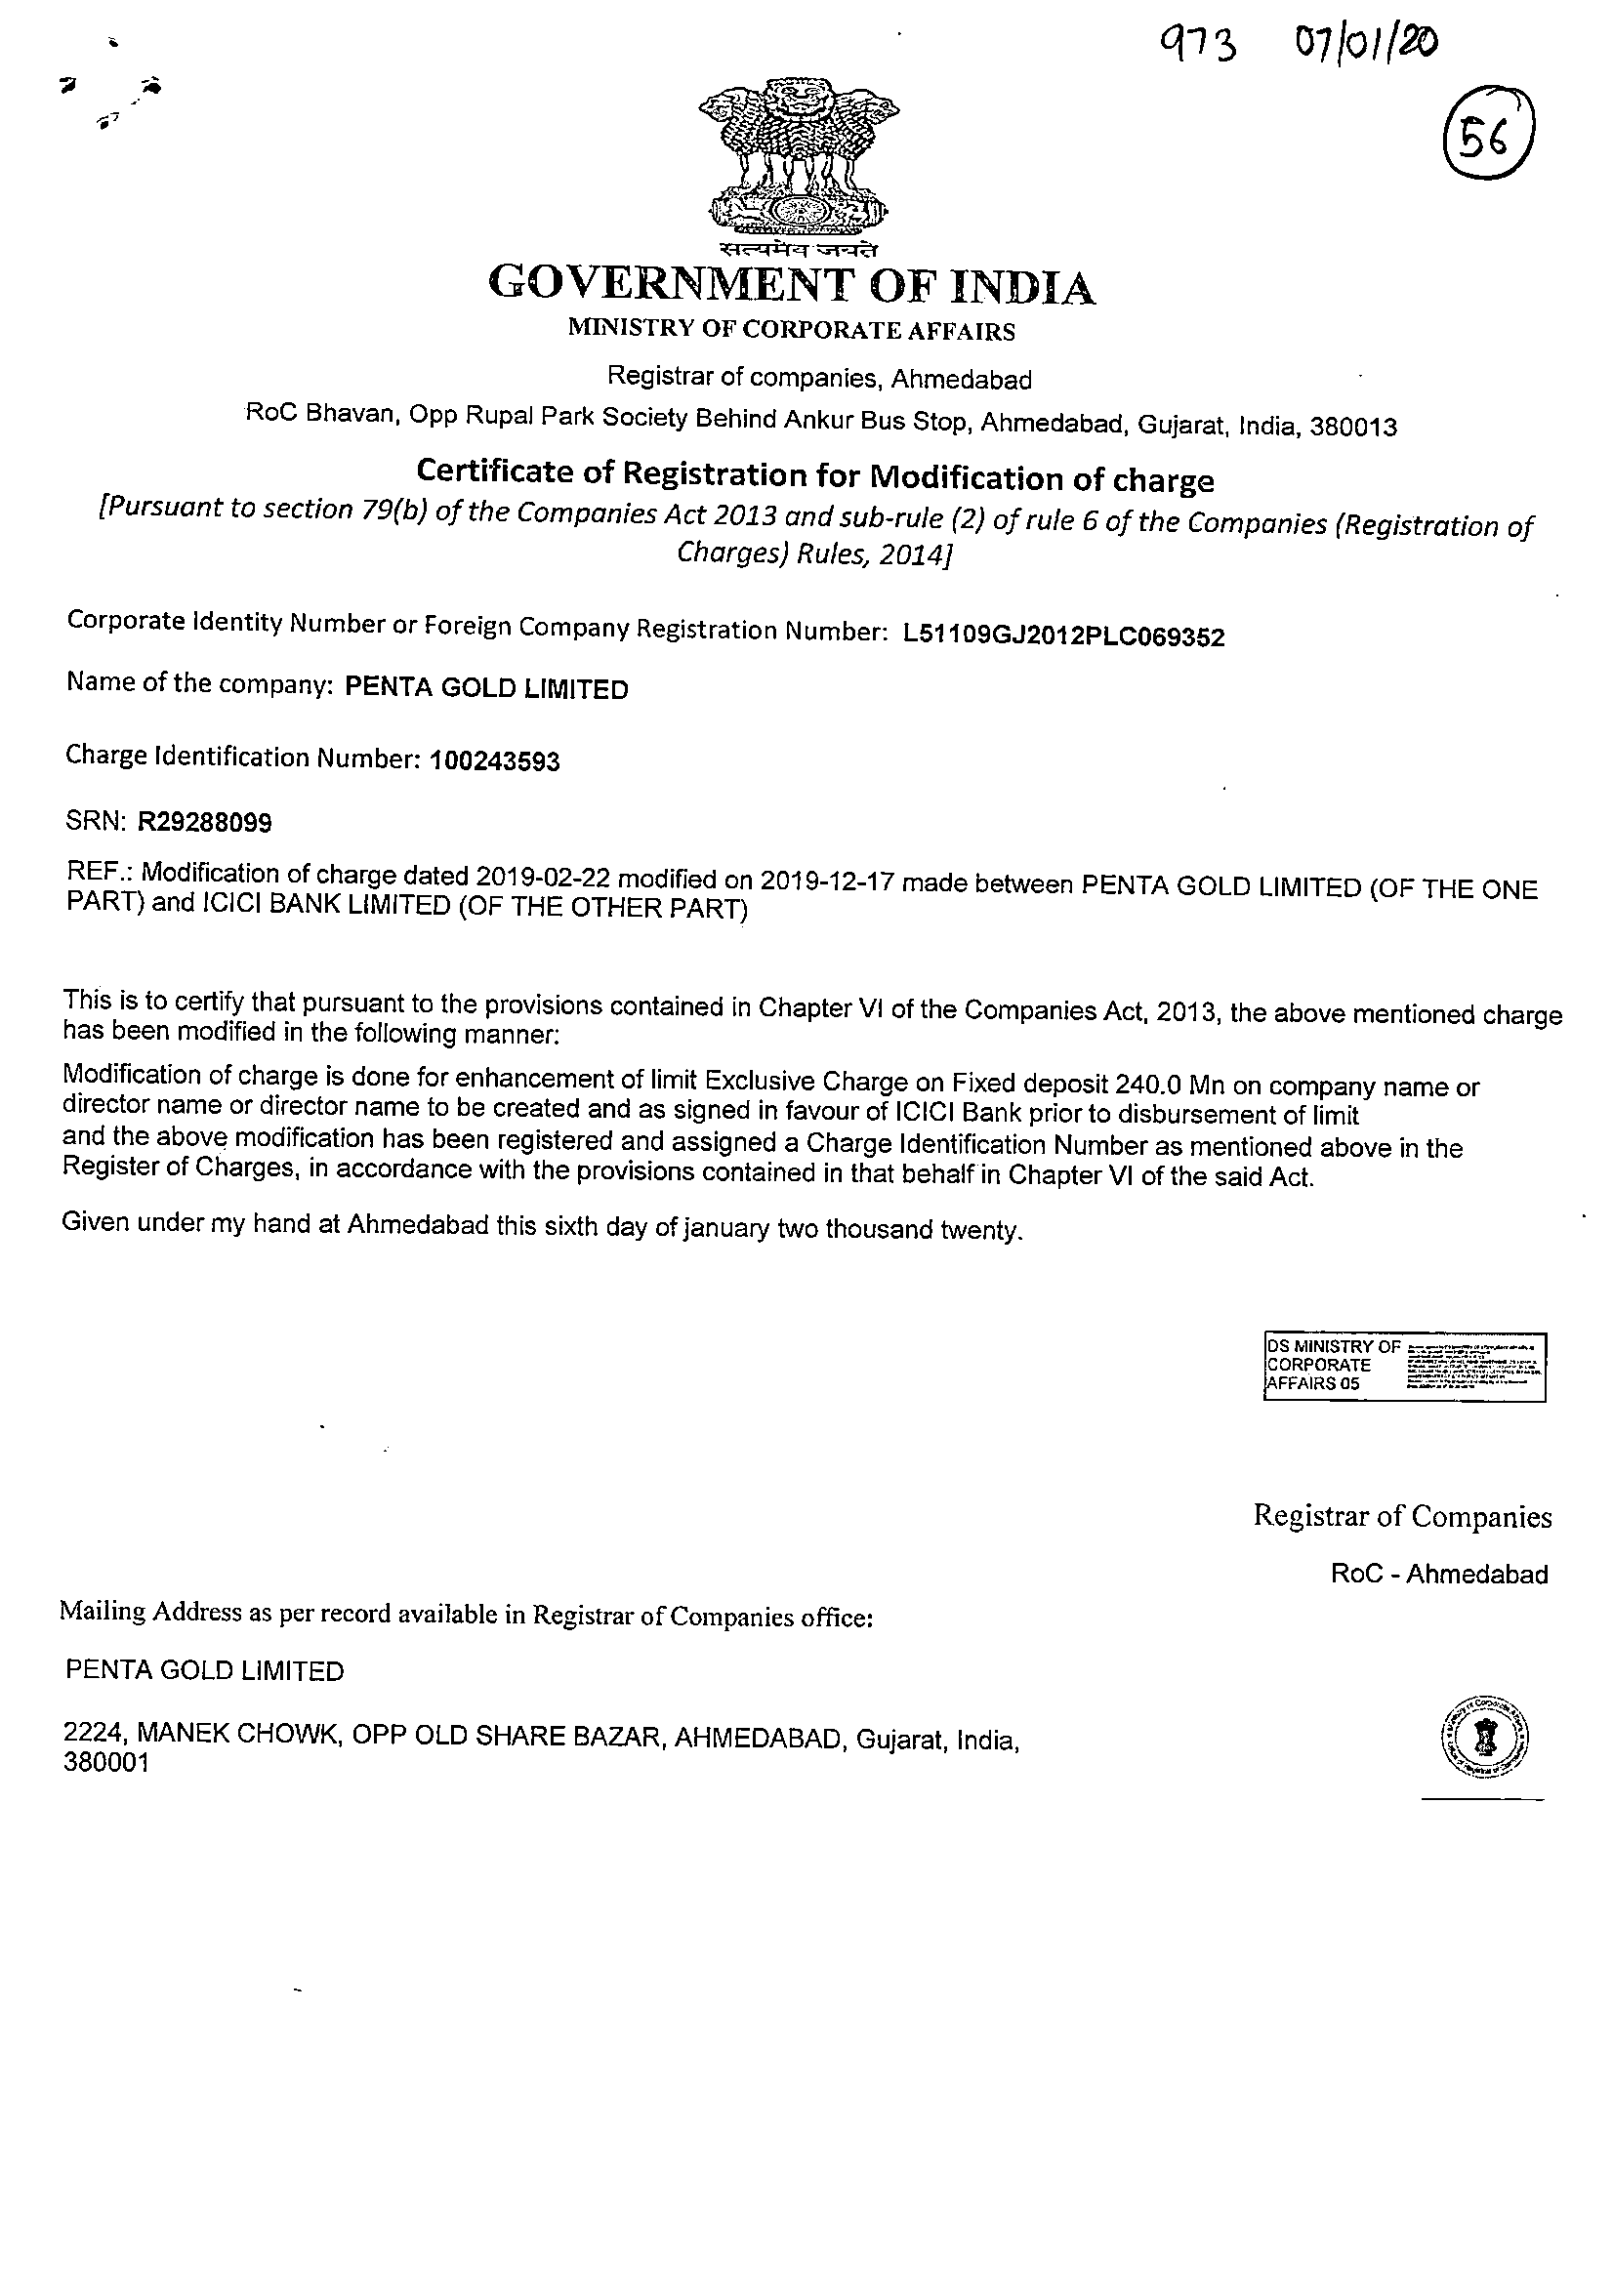 973 07/01/20
56
सत्यमेव जयते
GOVERNMENT OF INDIA
MINISTRY OF CORPORATE AFFAIRS
Registrar of companies, Ahmedabad
RoC Bhavan, Opp Rupal Park Society Behind Ankur Bus Stop, Ahmedabad, Gujarat, India, 380013
Certificate of Registration for Modification of charge
[Pursuant to section 79(b) of the Companies Act 2013 and sub-rule (2) of rule 6 of the Companies (Registration of
Charges) Rules, 2014]
Corporate Identity Number or Foreign Company Registration Number: L51109GJ2012PLC069352
Name of the company: PENTA GOLD LIMITED
Charge Identification Number: 100243593
SRN: R29288099
REF.: Modification of charge dated 2019-02-22 modified on 2019-12-17 made between PENTA GOLD LIMITED (OF THE ONE
PART) and ICICI BANK LIMITED (OF THE OTHER PART)
This is to certify that pursuant to the provisions contained in Chapter VI of the Companies Act, 2013, the above mentioned charge
has been modified in the following manner:
Modification of charge is done for enhancement of limit Exclusive Charge on Fixed deposit 240.0 Mn on company name or
director name or director name to be created and as signed in favour of ICICI Bank prior to disbursement of limit
and the above modification has been registered and assigned a Charge Identification Number as mentioned above in the
Register of Charges, in accordance with the provisions contained in that behalf in Chapter VI of the said Act.
Given under my hand at Ahmedabad this sixth day of january two thousand twenty.
DS MINISTRY OF
CORPORATE
AFFAIRS 05
Registrar of Companies
RoC - Ahmedabad
Mailing Address as per record available in Registrar of Companies office:
PENTA GOLD LIMITED
2224, MANEK CHOWK, OPP OLD SHARE BAZAR, AHMEDABAD, Gujarat, India,
380001